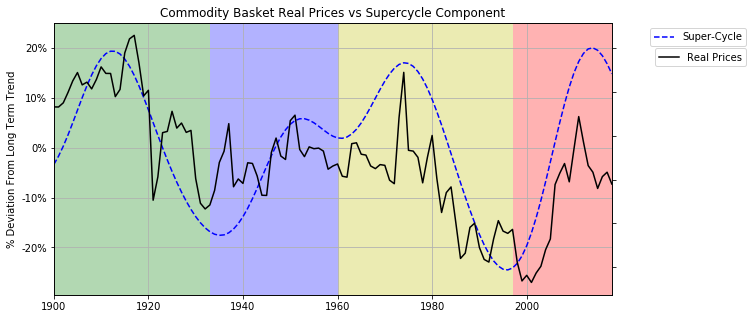 Commodity Basket Real Prices vs Supercycle Component
Super-Cycle
Real Prices
% Deviation From Long Term Trend
20%
10%
0%
-10%
-20%
1900
1920
1940
1960
1980
2000